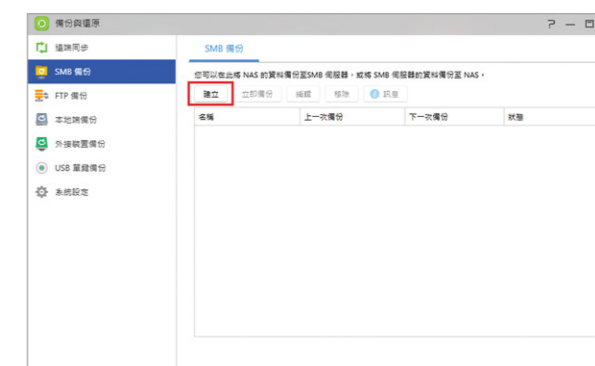 備份與還原
遠端同步
SMB 備份
FTP 備份
本地端備份
外接裝置備份
USB 單鍵備份
系統設定
SMB 備份
您可以在此將 NAS 的資料備份至SMB 伺服器，或將 SMB 伺服器的資料備份至 NAS。
建立 立即備份 編輯 移除 訊息
名稱 上一次備份 下一次備份 狀態